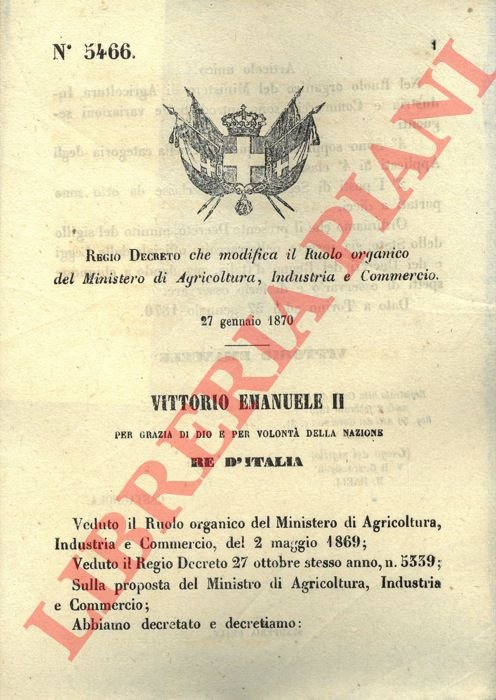 N° 5466.
1
REGIO DECRETO che modifica il Ruolo organico
del Ministero di Agricoltura, Industria e Commercio.
27 gennaio 1870
VITTORIO EMANUELE II
PER GRAZIA DI DIO E PER VOLONTÀ DELLA NAZIONE
RE D'ITALIA
Veduto il Ruolo organico del Ministero di Agricoltura,
Industria e Commercio, del 2 maggio 1869;
Veduto il Regio Decreto 27 ottobre stesso anno, n. 5339;
Sulla proposta del Ministro di Agricoltura, Industria
e Commercio;
Abbiamo decretato e decretiamo:
LIBRERIA PIANI